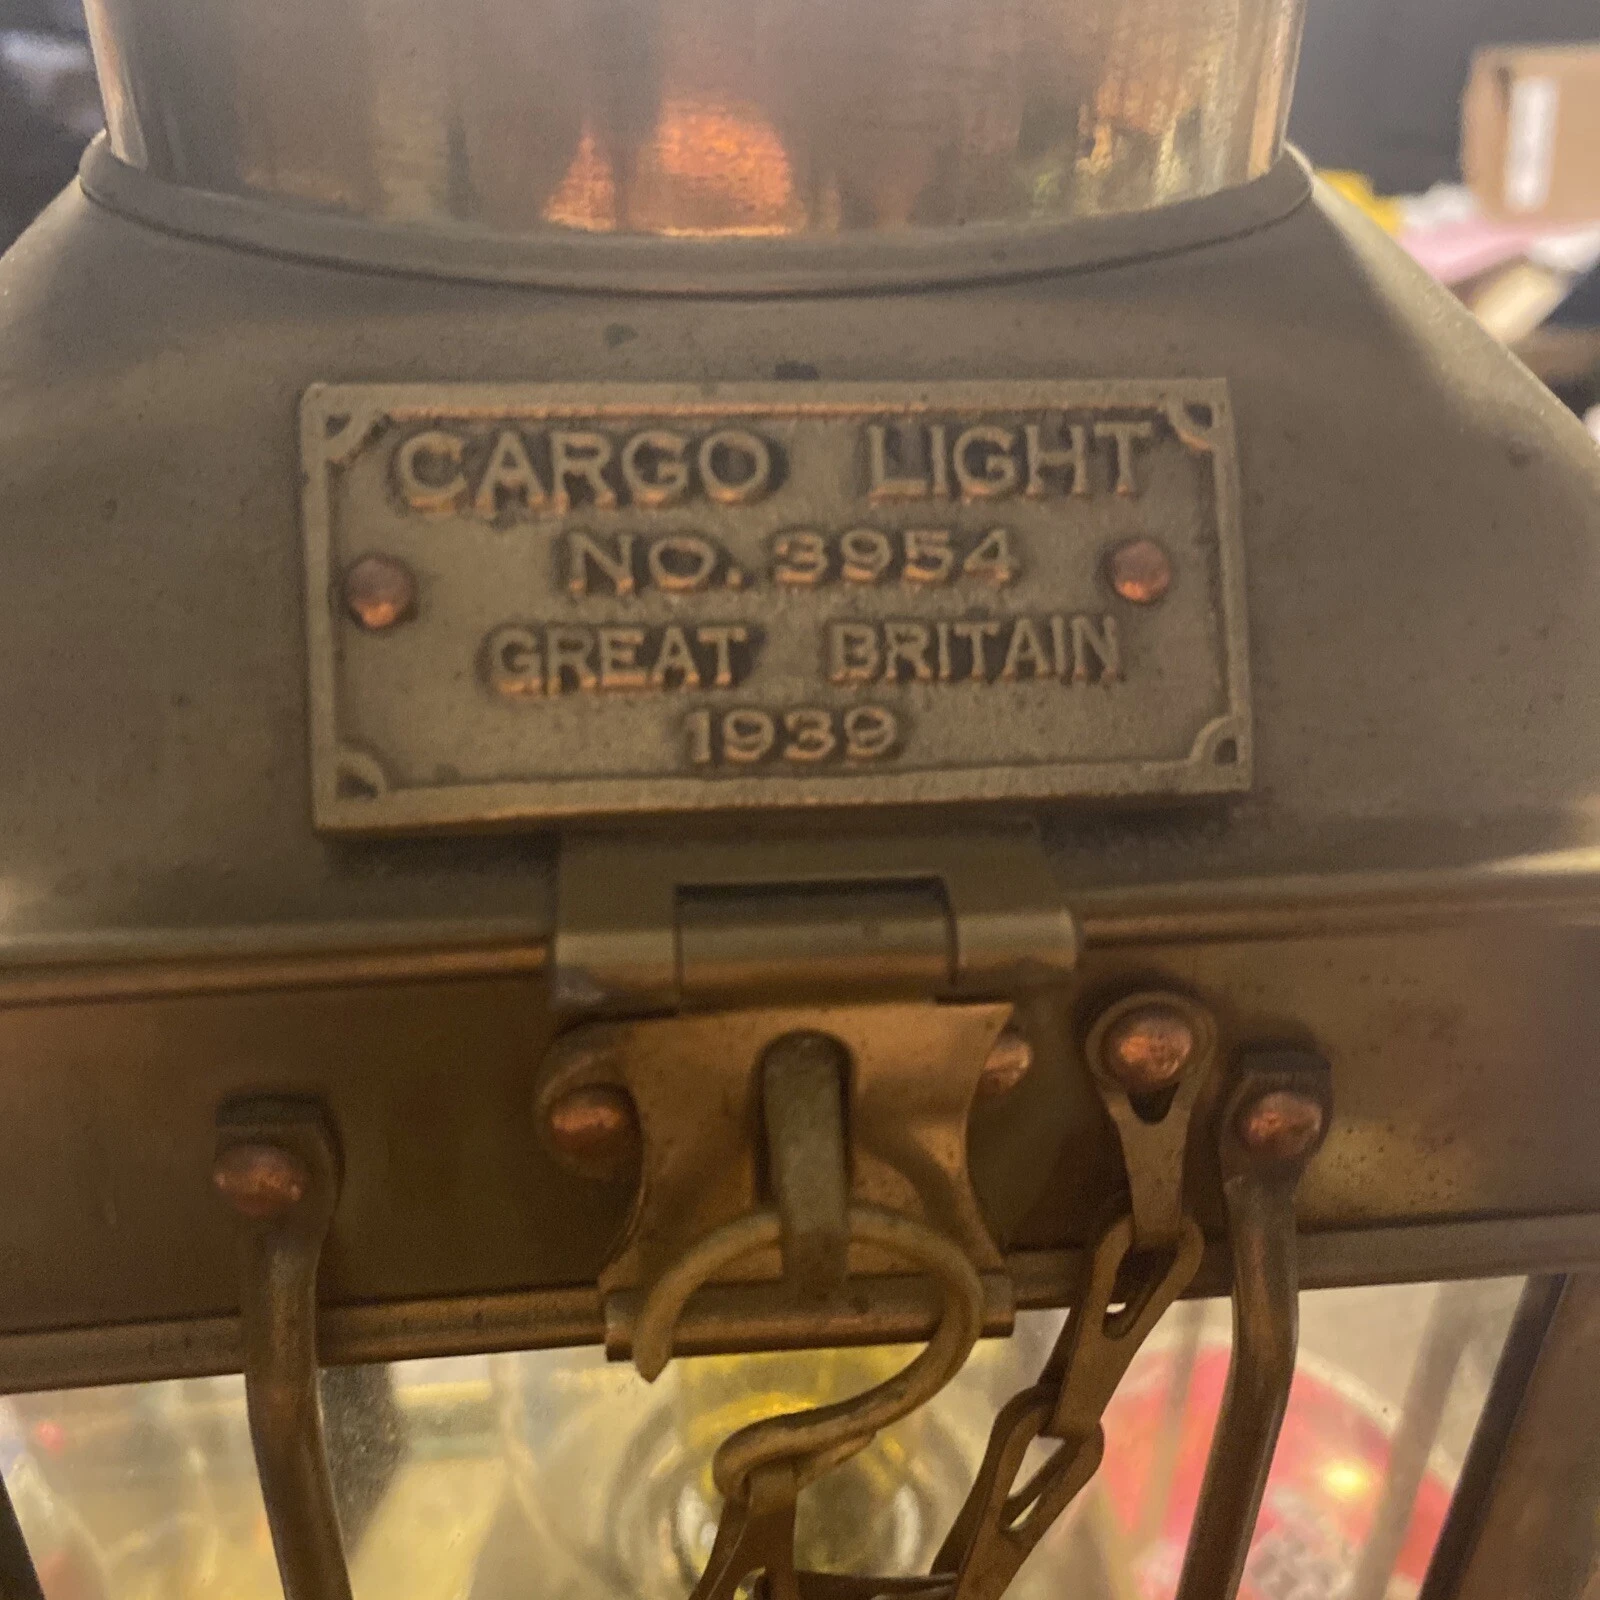 CARGO LIGHT
NO. 3954
GREAT BRITAIN
1939